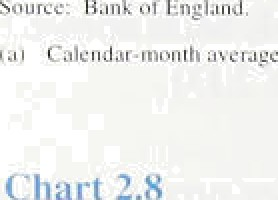 Source: Bank of England.
(a) Calendar-month average
Chart 2.8